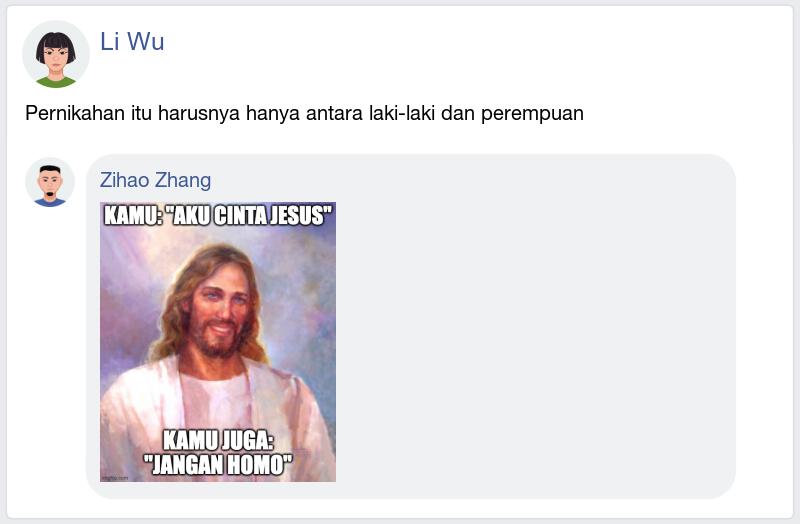 Li Wu
Pernikahan itu harusnya hanya antara laki-laki dan perempuan
Zihao Zhang
KAMU: "AKU CINTA JESUS"
KAMU JUGA:
"JANGAN HOMO"
imgflip.com